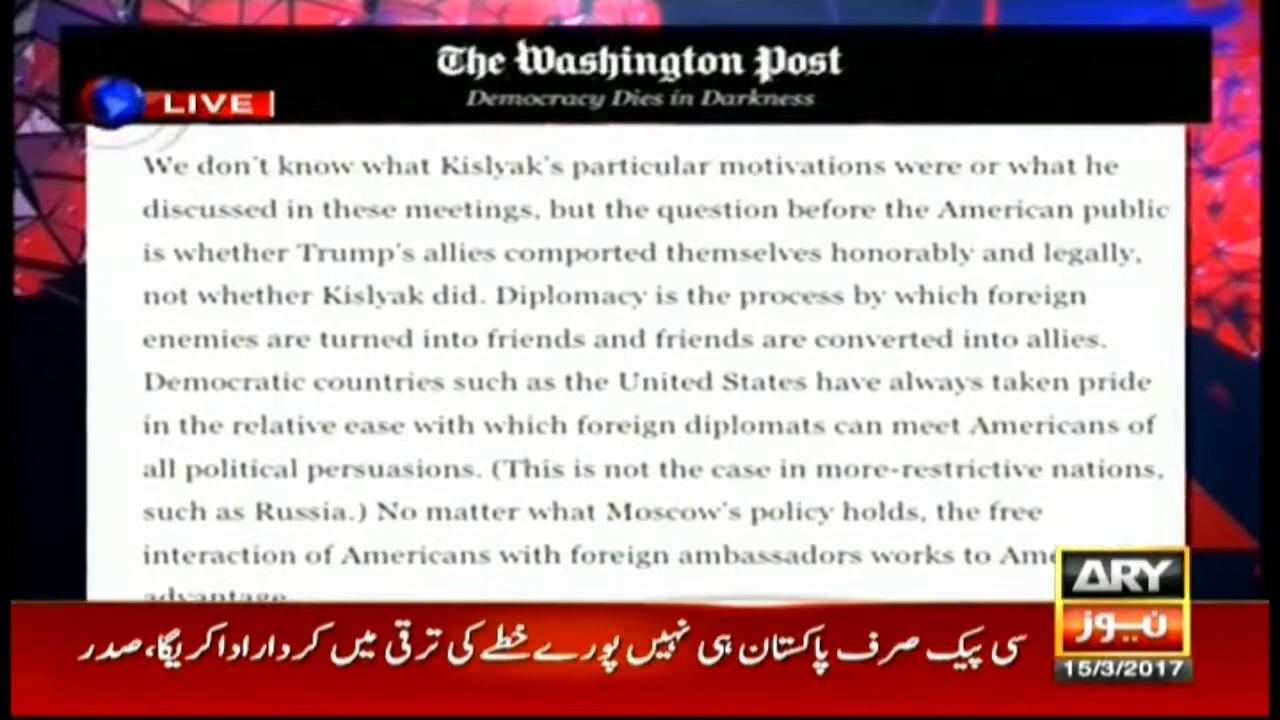 The Washington Post
Democracy Dies in Darkness
LIVE
We don't know what Kislyak's particular motivations were or what he
discussed in these meetings, but the question before the American public
is whether Trump's allies comported themselves honorably and legally,
not whether Kislyak did. Diplomacy is the process by which foreign
enemies are turned into friends and friends are converted into allies.
Democratic countries such as the United States have always taken pride
in the relative ease with which foreign diplomats can meet Americans of
all political persuasions. (This is not the case in more-restrictive nations,
such as Russia.) No matter what Moscow's policy holds, the free
interaction of Americans with foreign ambassadors works to Ame
advantage
ARY
نیوز
15/3/2017
سی پیک صرف پاکستان ہی نہیں پورے خطے کی ترقی میں کردار ادا کریگا، صدر